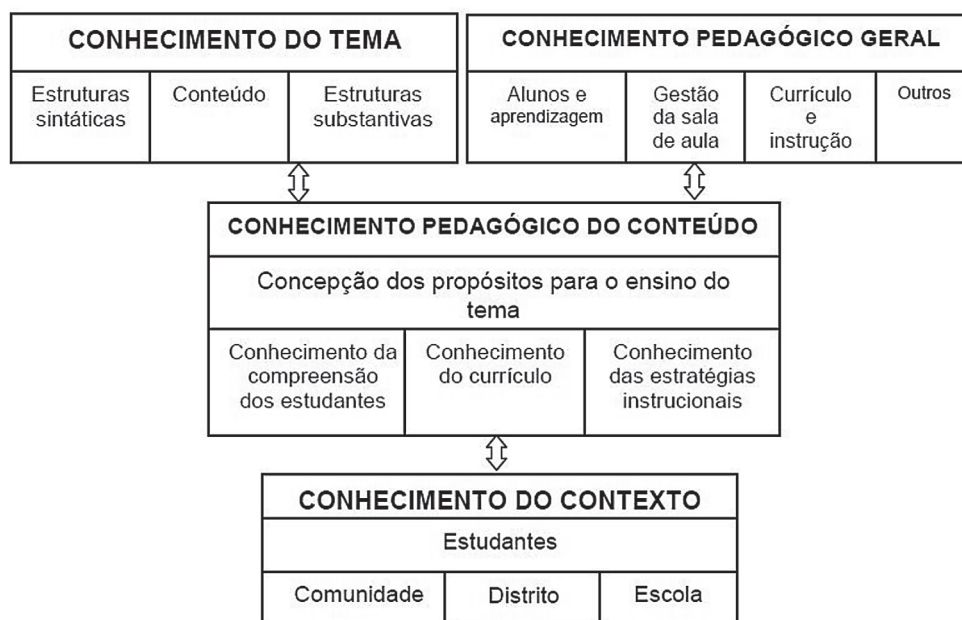 CONHECIMENTO DO TEMA
Estruturas
sintáticas
Conteúdo
Estruturas
substantivas
CONHECIMENTO PEDAGÓGICO GERAL
Alunos e
aprendizagem
Gestão
da sala
de aula
Currículo
e
instrução
Outros
CONHECIMENTO PEDAGÓGICO DO CONTEÚDO
Concepção dos propósitos para o ensino do
tema
Conhecimento da
compreensão
dos estudantes
Conhecimento
do currículo
Conhecimento
das estratégias
instrucionais
CONHECIMENTO DO CONTEXTO
Estudantes
Comunidade
Distrito
Escola